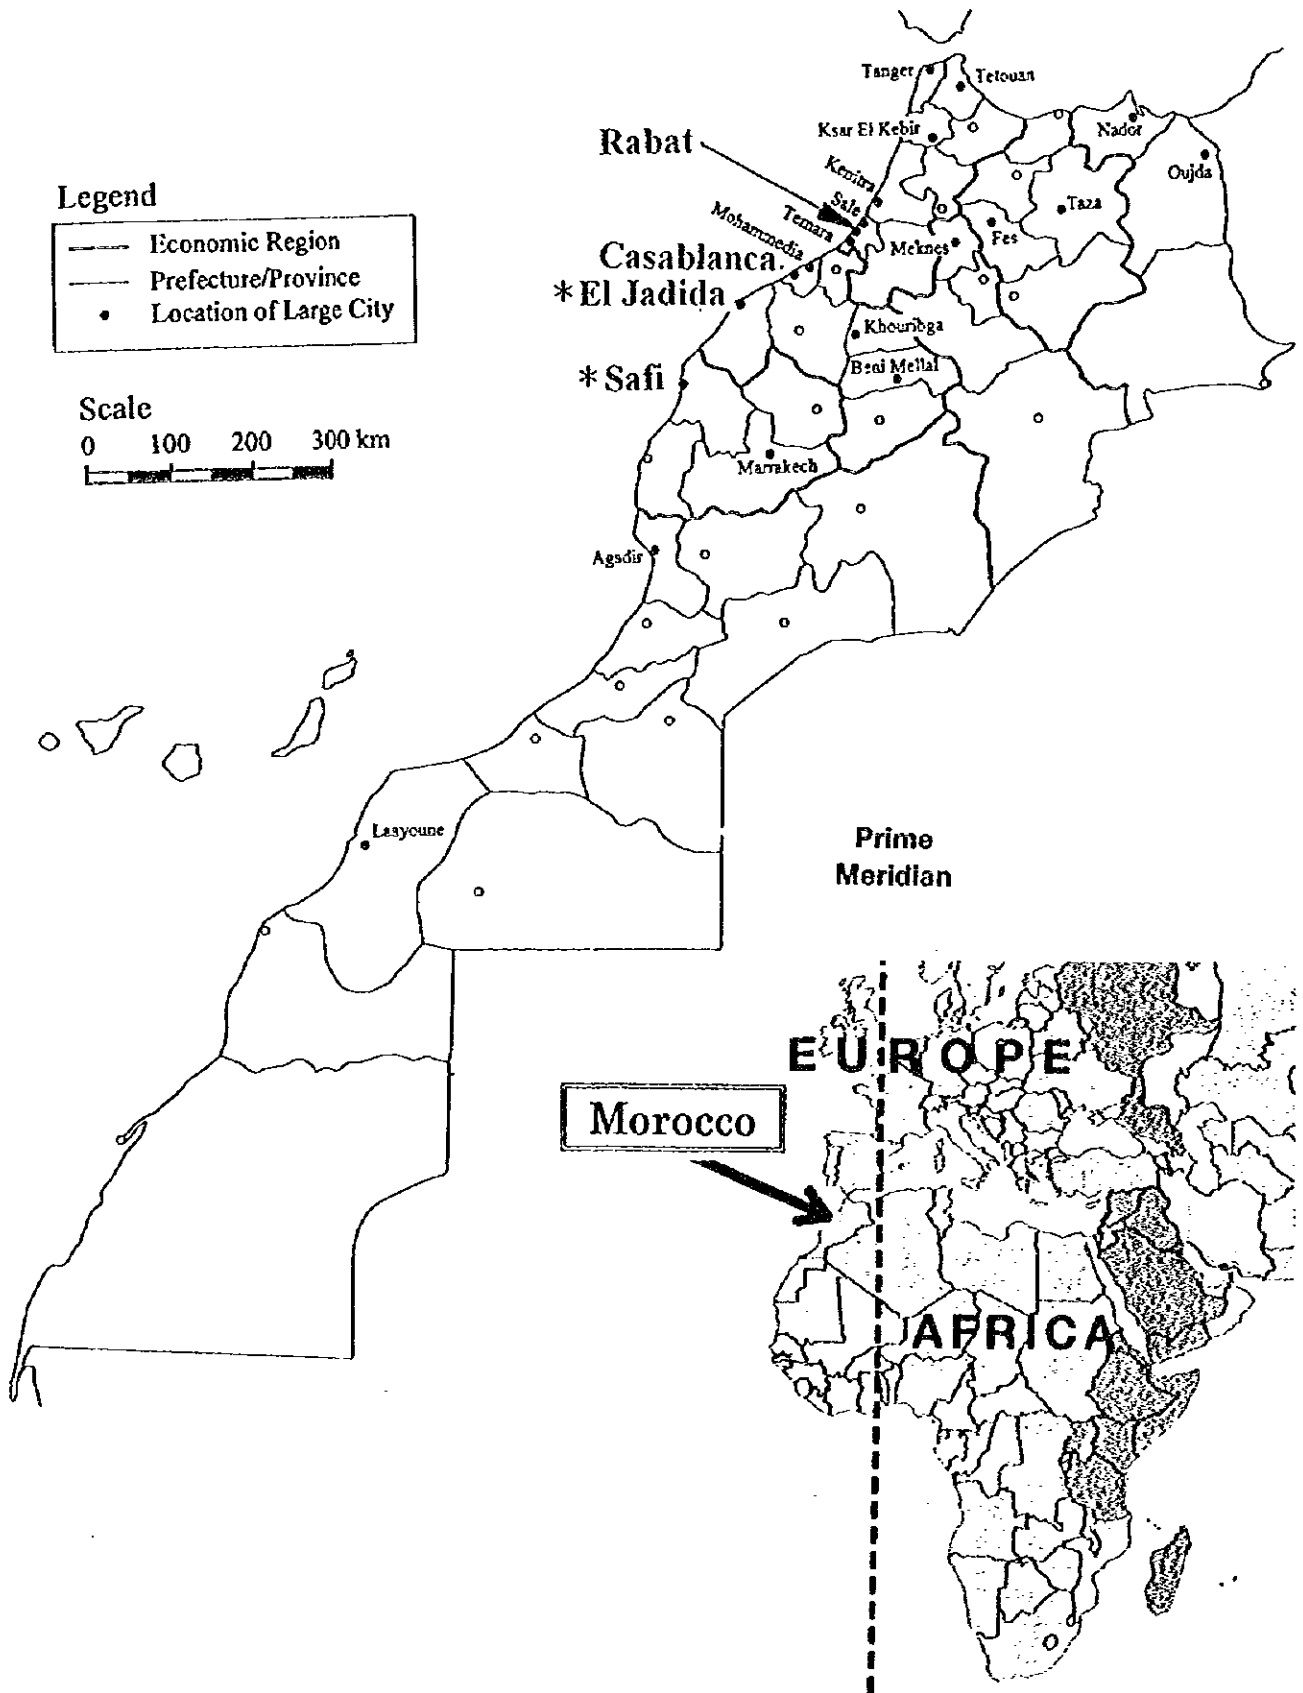 Tanger
Tetouan
Ksar El Kebir
Nador
Rabat
Oujda
Kenitra
Legend
Sale
Taza
Temara
Mohammedia
Fes
Economic Region
Meknes
Prefecture/Province
Casablanca
Location of Large City
*El Jadida
Khouribga
Beni Mellal
*Safi
Scale
0 100 200 300 km
Marrakech
Agadir
Laayoune
Prime
Meridian
EUROPE
Morocco
AFRICA